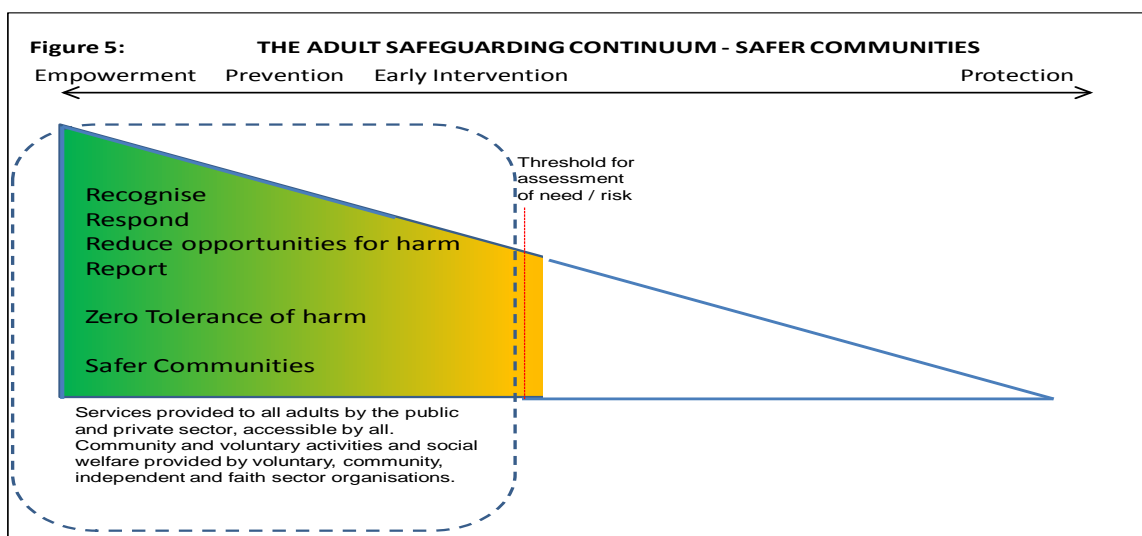 Figure 5: THE ADULT SAFEGUARDING CONTINUUM - SAFER COMMUNITIES
Empowerment Prevention Early Intervention Protection
Threshold for
assessment
of need / risk
Recognise
Respond
Reduce opportunities for harm
Report
Zero Tolerance of harm
Safer Communities
Services provided to all adults by the public
and private sector, accessible by all.
Community and voluntary activities and social
welfare provided by voluntary, community,
independent and faith sector organisations.